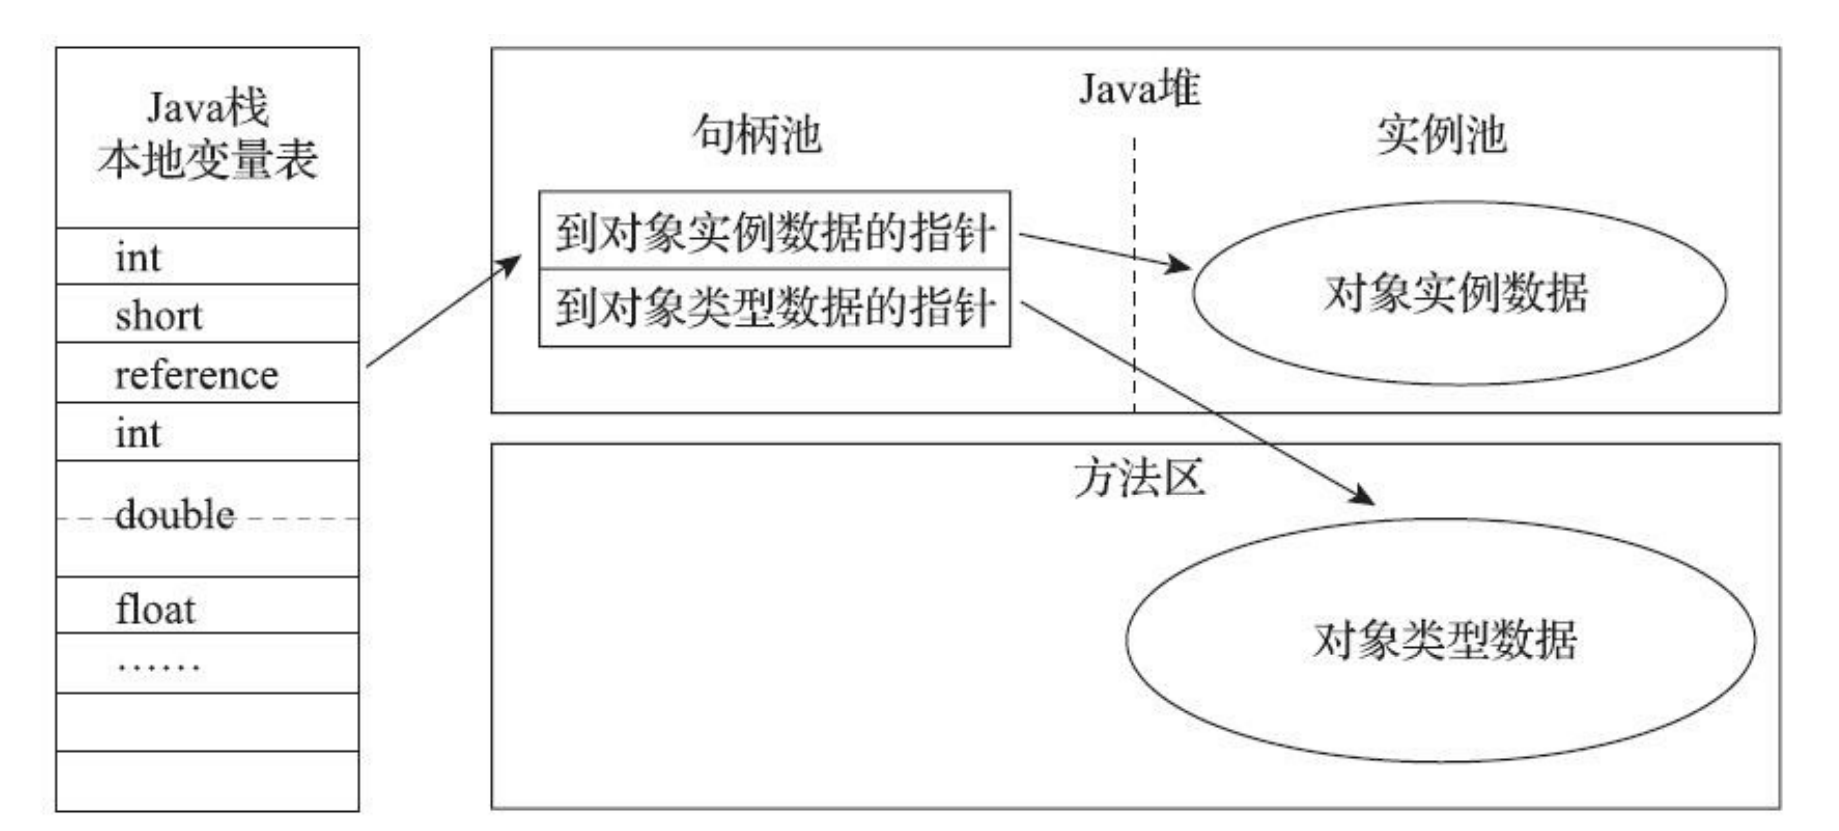 Java栈
本地变量表
int
short
reference
int
double
float
……
Java堆
句柄池
实例池
到对象实例数据的指针
到对象类型数据的指针
对象实例数据
方法区
对象类型数据